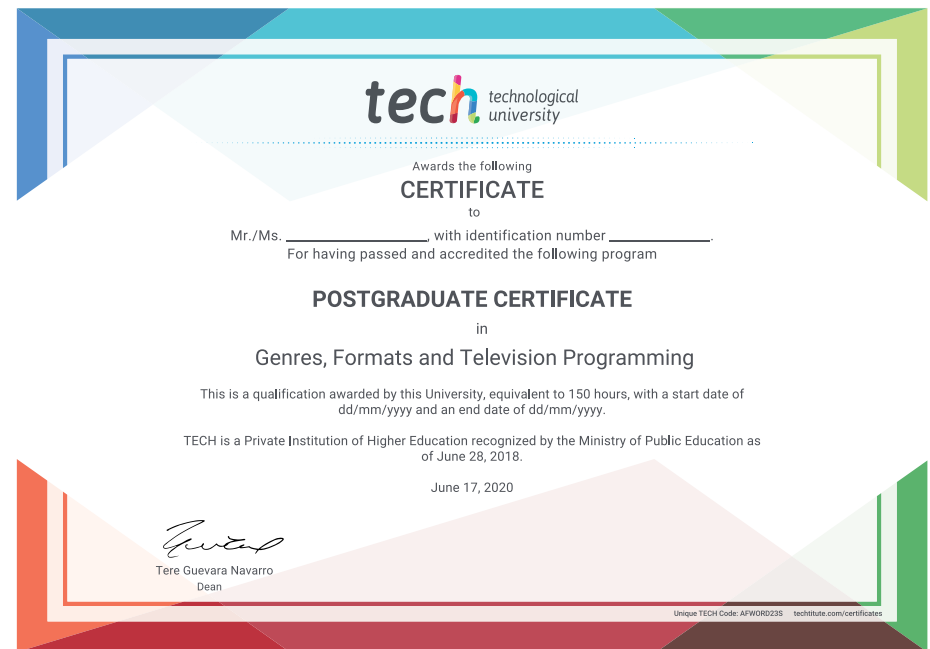 tech technological
university
Awards the following
CERTIFICATE
to
Mr./Ms. ____________________, with identification number ______________.
For having passed and accredited the following program
POSTGRADUATE CERTIFICATE
in
Genres, Formats and Television Programming
This is a qualification awarded by this University, equivalent to 150 hours, with a start date of
dd/mm/yyyy and an end date of dd/mm/yyyy.
TECH is a Private Institution of Higher Education recognized by the Ministry of Public Education as
of June 28, 2018.
June 17, 2020
Tere Guevara Navarro
Dean
Unique TECH Code: AFWORD23S techtitute.com/certificates